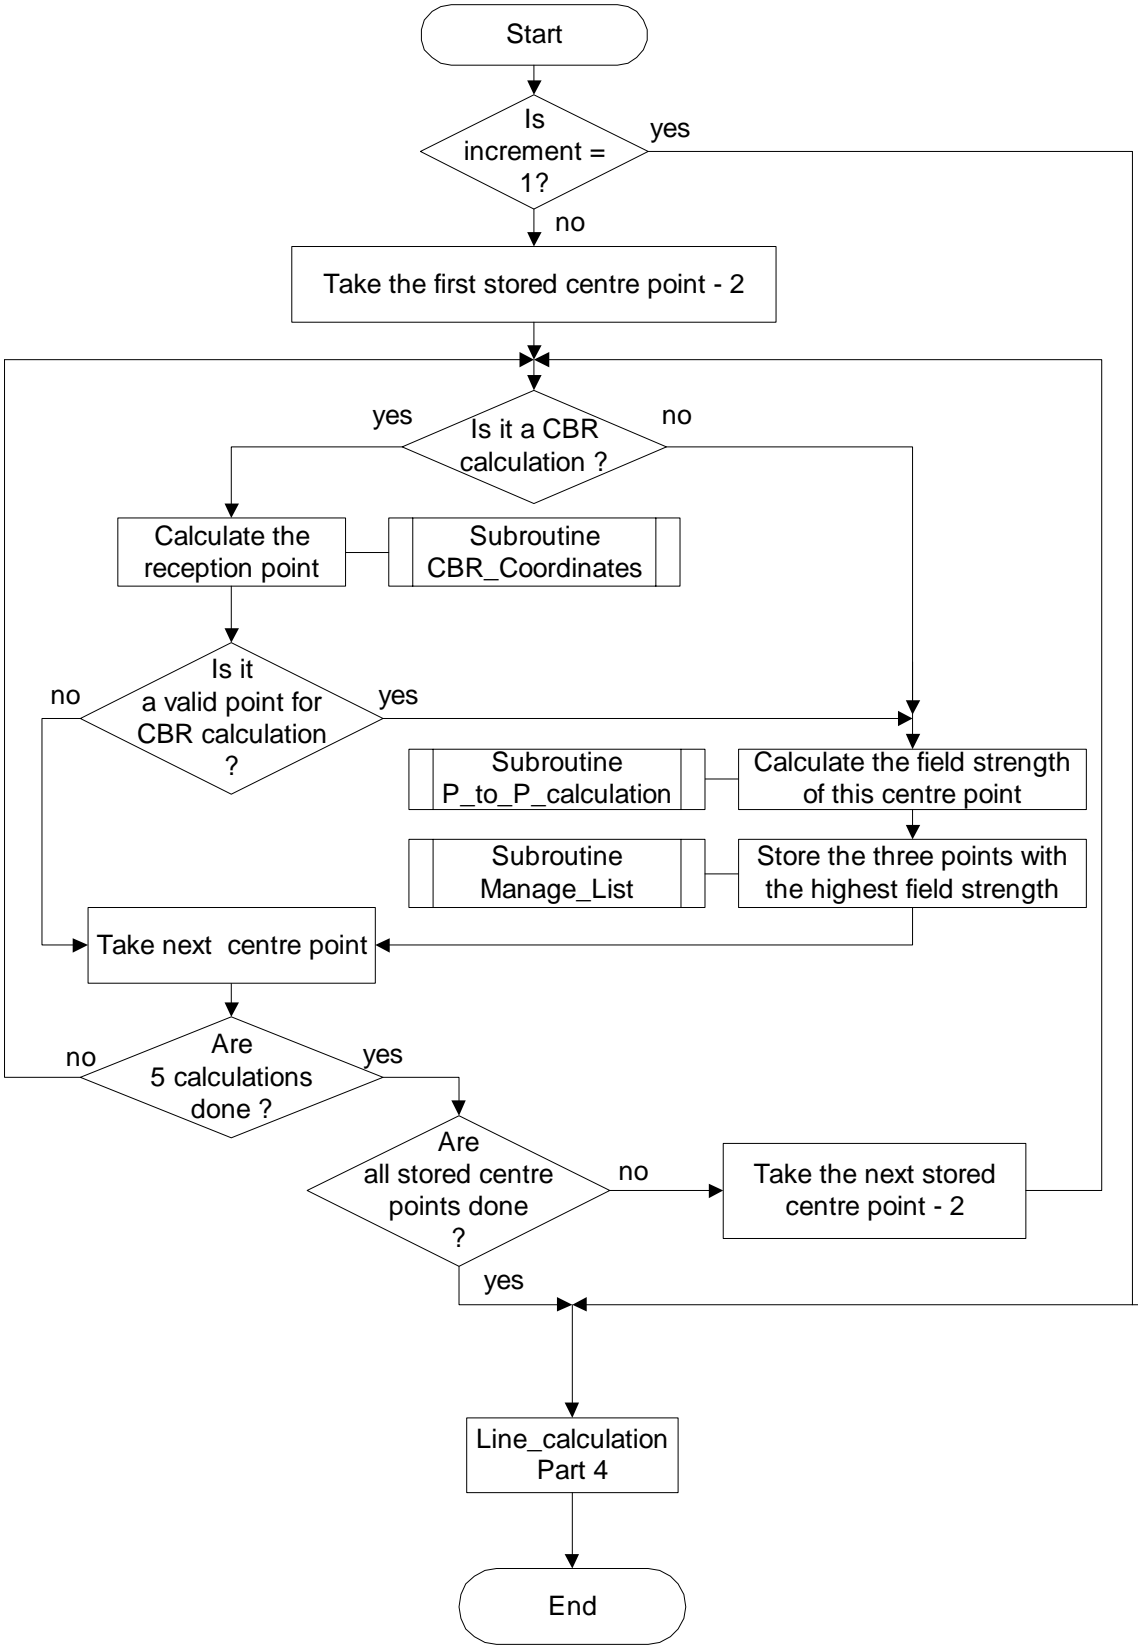 Start
Is
increment =
1?
yes
no
Take the first stored centre point - 2
yes
Is it a CBR
calculation ?
no
Calculate the
reception point
Subroutine
CBR_Coordinates
no
Is it
a valid point for
CBR calculation
?
yes
Subroutine
P_to_P_calculation
Calculate the field strength
of this centre point
Subroutine
Manage_List
Store the three points with
the highest field strength
Take next centre point
no
Are
5 calculations
done ?
yes
Are
all stored centre
points done
?
no
Take the next stored
centre point - 2
yes
Line_calculation
Part 4
End